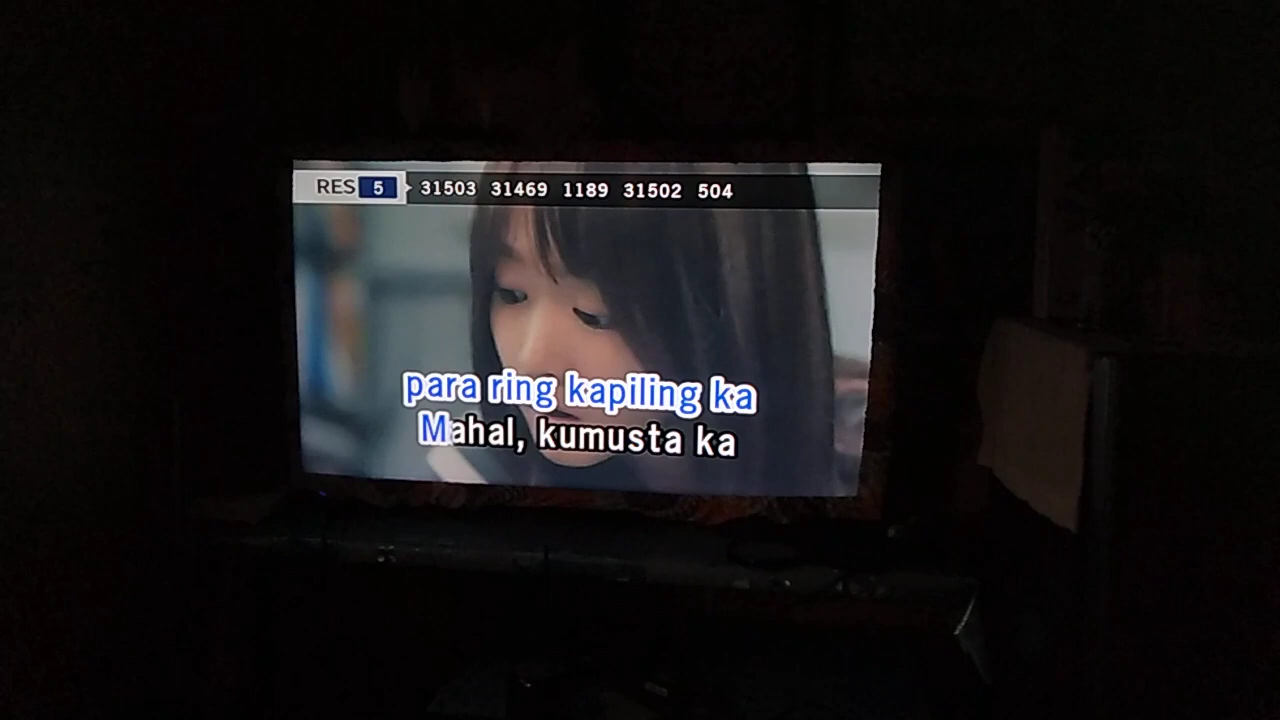 RES 5 31503 31469 1189 31502 504
para ring kapiling ka
Mahal, kumusta ka